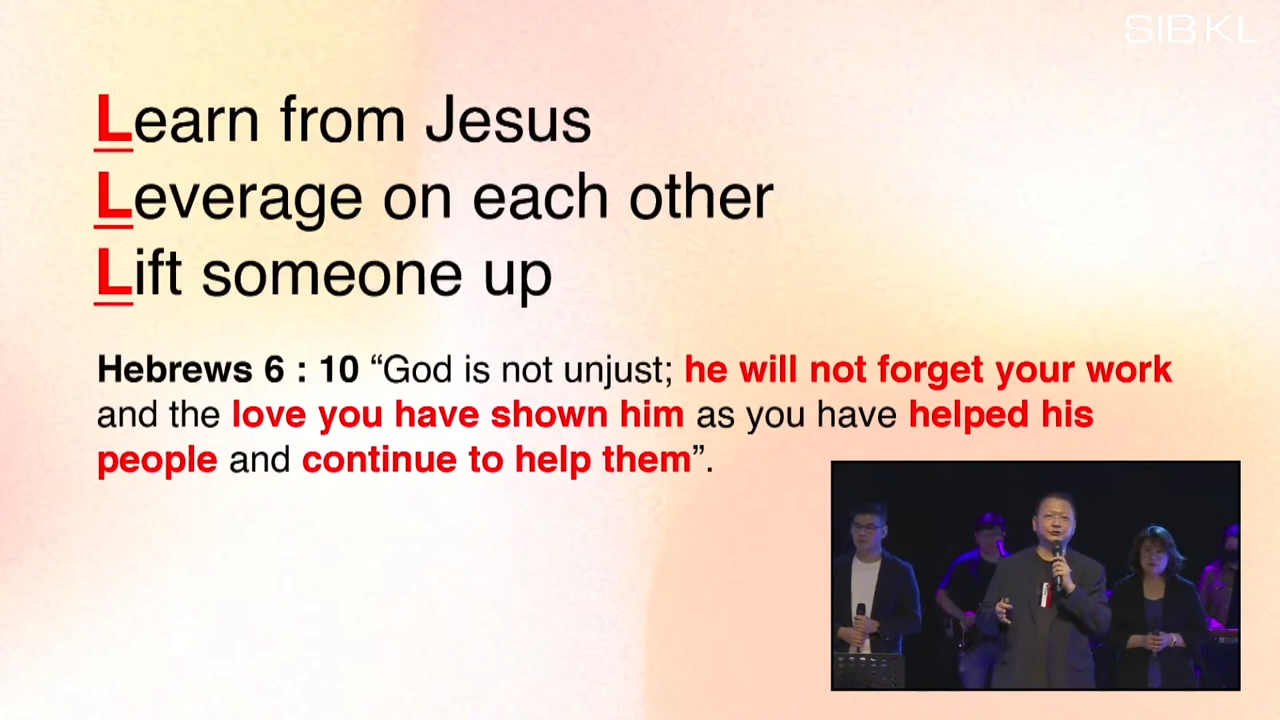 SIBKL
Learn from Jesus
Leverage on each other
Lift someone up
Hebrews 6 : 10 “God is not unjust; he will not forget your work
and the love you have shown him as you have helped his
people and continue to help them”.